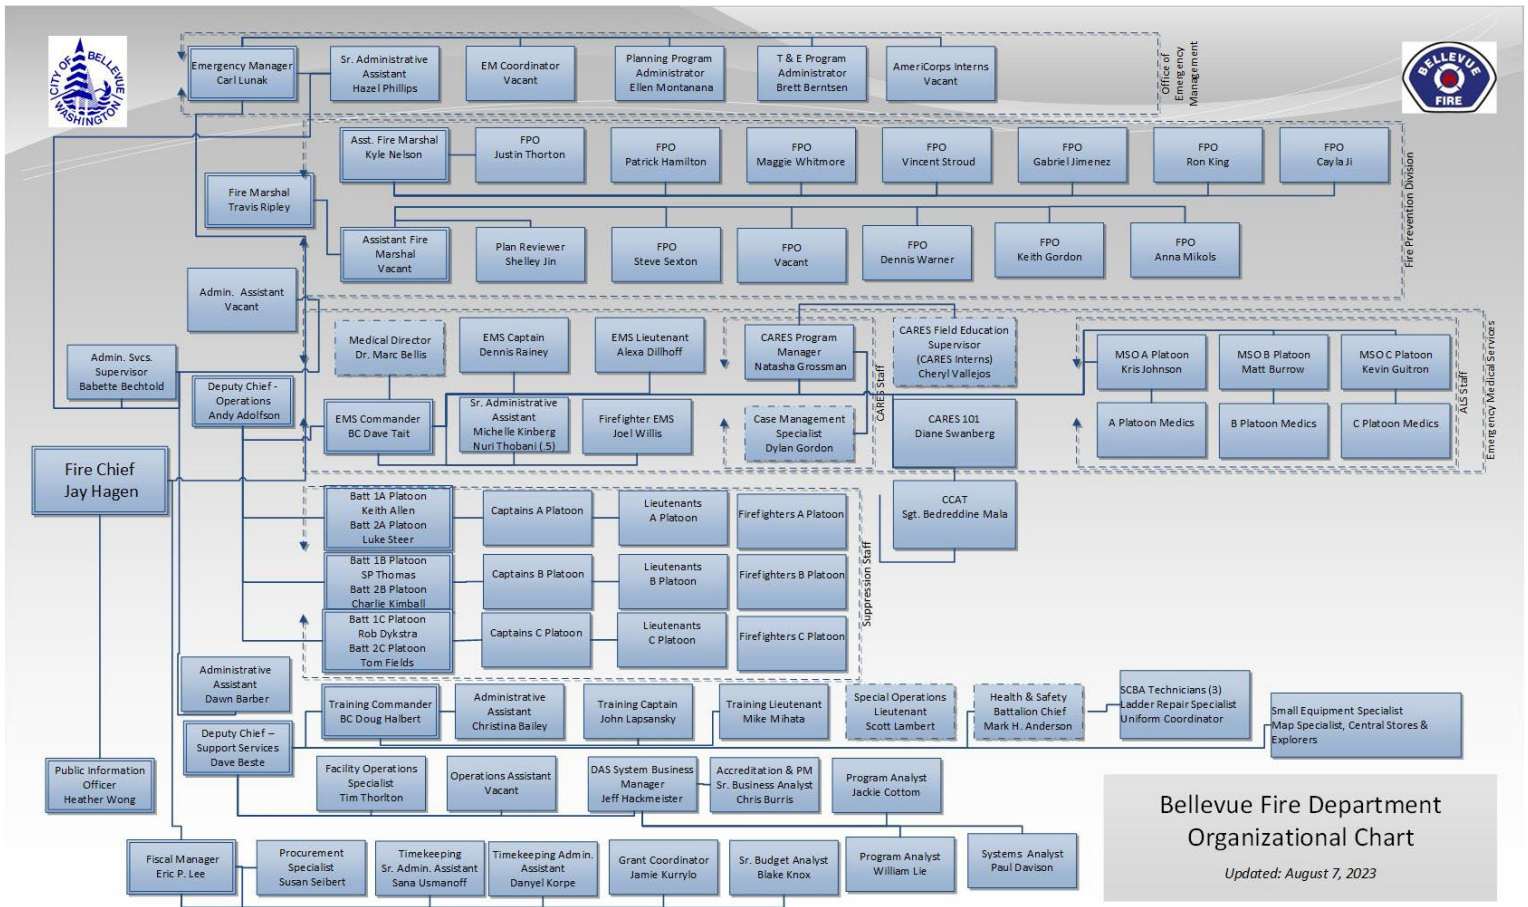 CITY OF BELLEVUE
WASHINGTON
Emergency Manager
Carl Lunak
Sr. Administrative
Assistant
Hazel Phillips
EM Coordinator
Vacant
Planning Program
Administrator
Ellen Montanana
T & E Program
Administrator
Brett Berntsen
AmeriCorps Interns
Vacant
Office of
Emergency
Management
BELLEVUE
FIRE
Asst. Fire Marshal
Kyle Nelson
FPO
Justin Thorton
FPO
Patrick Hamilton
FPO
Maggie Whitmore
FPO
Vincent Stroud
FPO
Gabriel Jimenez
FPO
Ron King
FPO
Cayla Ji
Fire Marshal
Travis Ripley
Assistant Fire
Marshal
Vacant
Plan Reviewer
Shelley Jin
FPO
Steve Sexton
FPO
Vacant
FPO
Dennis Warner
FPO
Keith Gordon
FPO
Anna Mikols
Fire Prevention Division
Admin. Assistant
Vacant
Admin. Svcs.
Supervisor
Babette Bechtold
Deputy Chief -
Operations
Andy Adolfson
Medical Director
Dr. Marc Bellis
EMS Captain
Dennis Rainey
EMS Lieutenant
Alexa Dillhoff
CARES Program
Manager
Natasha Grossman
CARES Field Education
Supervisor
(CARES Interns)
Cheryl Vallejos
MSO A Platoon
Kris Johnson
MSO B Platoon
Matt Burrow
MSO C Platoon
Kevin Guitron
EMS Commander
BC Dave Tait
Sr. Administrative
Assistant
Michelle Kinberg
Nuri Thobani (.5)
Firefighter EMS
Joel Willis
Case Management
Specialist
Dylan Gordon
CARES Staff
CARES 101
Diane Swanberg
A Platoon Medics
B Platoon Medics
C Platoon Medics
ALS Staff
Emergency Medical Services
Fire Chief
Jay Hagen
Batt 1A Platoon
Keith Allen
Batt 2A Platoon
Luke Steer
Captains A Platoon
Lieutenants
A Platoon
Firefighters A Platoon
CCAT
Sgt. Bedreddine Mala
Batt 1B Platoon
SP Thomas
Batt 2B Platoon
Charlie Kimball
Captains B Platoon
Lieutenants
B Platoon
Firefighters B Platoon
Batt 1C Platoon
Rob Dykstra
Batt 2C Platoon
Tom Fields
Captains C Platoon
Lieutenants
C Platoon
Firefighters C Platoon
Suppression Staff
Administrative
Assistant
Dawn Barber
Training Commander
BC Doug Halbert
Administrative
Assistant
Christina Bailey
Training Captain
John Lapsansky
Training Lieutenant
Mike Mihata
Special Operations
Lieutenant
Scott Lambert
Health & Safety
Battalion Chief
Mark H. Anderson
SCBA Technicians (3)
Ladder Repair Specialist
Uniform Coordinator
Small Equipment Specialist
Map Specialist, Central Stores &
Explorers
Deputy Chief –
Support Services
Dave Beste
Public Information
Officer
Heather Wong
Facility Operations
Specialist
Tim Thorlton
Operations Assistant
Vacant
DAS System Business
Manager
Jeff Hackmeister
Accreditation & PM
Sr. Business Analyst
Chris Burris
Program Analyst
Jackie Cottom
Fiscal Manager
Eric P. Lee
Procurement
Specialist
Susan Seibert
Timekeeping
Sr. Admin. Assistant
Sana Usmanoff
Timekeeping Admin.
Assistant
Danyel Korpe
Grant Coordinator
Jamie Kurrylo
Sr. Budget Analyst
Blake Knox
Program Analyst
William Lie
Systems Analyst
Paul Davison
Bellevue Fire Department
Organizational Chart
Updated: August 7, 2023